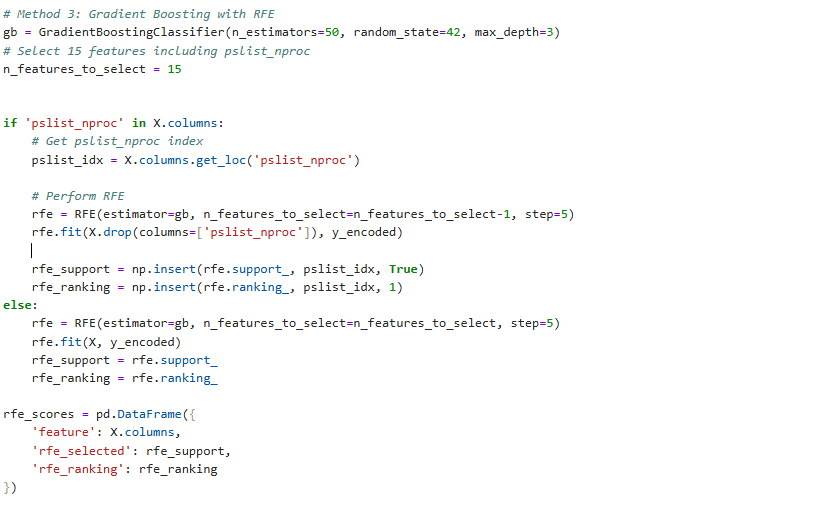 # Method 3: Gradient Boosting with RFE
gb = GradientBoostingClassifier(n_estimators=50, random_state=42, max_depth=3)
# Select 15 features including pslist_nproc
n_features_to_select = 15
if 'pslist_nproc' in X.columns:
    # Get pslist_nproc index
    pslist_idx = X.columns.get_loc('pslist_nproc')
    # Perform RFE
    rfe = RFE(estimator=gb, n_features_to_select=n_features_to_select-1, step=5)
    rfe.fit(X.drop(columns=['pslist_nproc']), y_encoded)
    rfe_support = np.insert(rfe.support_, pslist_idx, True)
    rfe_ranking = np.insert(rfe.ranking_, pslist_idx, 1)
else:
    rfe = RFE(estimator=gb, n_features_to_select=n_features_to_select, step=5)
    rfe.fit(X, y_encoded)
    rfe_support = rfe.support_
    rfe_ranking = rfe.ranking_
rfe_scores = pd.DataFrame({
    'feature': X.columns,
    'rfe_selected': rfe_support,
    'rfe_ranking': rfe_ranking
})